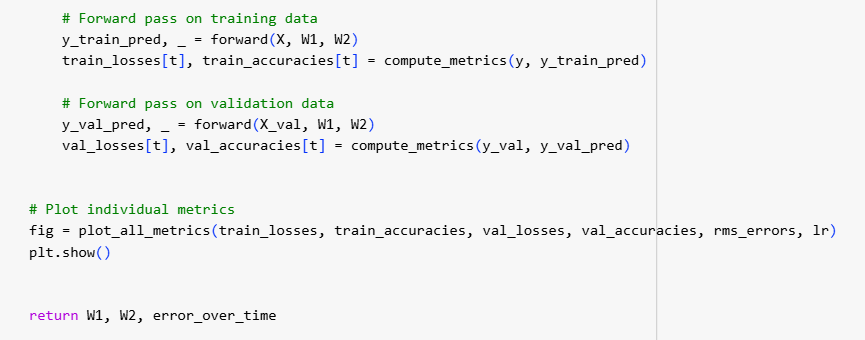 # Forward pass on training data
y_train_pred, _ = forward(X, W1, W2)
train_losses[t], train_accuracies[t] = compute_metrics(y, y_train_pred)
# Forward pass on validation data
y_val_pred, _ = forward(X_val, W1, W2)
val_losses[t], val_accuracies[t] = compute_metrics(y_val, y_val_pred)
# Plot individual metrics
fig = plot_all_metrics(train_losses, train_accuracies, val_losses, val_accuracies, rms_errors, lr)
plt.show()
return W1, W2, error_over_time